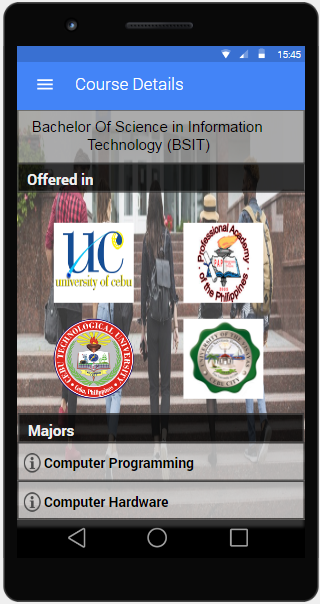 15:45
Course Details
Bachelor Of Science in Information
Technology (BSIT)
Offered in
uc
university of cebu
Professional Academy
of the Philippines
PAP
CEBU TECHNOLOGICAL UNIVERSITY
Cebu, Philippines
UNIVERSITY OF THE
CEBU CITY
Majors
Computer Programming
Computer Hardware